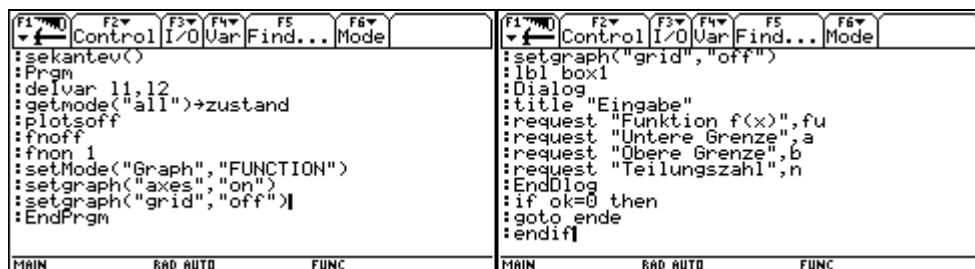 F1 F2 F3 F4 F5 F6
Control I/O Var Find... Mode
:sekantev()
:Prgm
:delvar l1,l2
:getmode("all")→zustand
:plotsoff
:fnoff
:fnon 1
:setMode("Graph","FUNCTION")
:setgraph("axes","on")
:setgraph("grid","off")
:EndPrgm
MAIN RAD AUTO FUNC
F1 F2 F3 F4 F5 F6
Control I/O Var Find... Mode
:setgraph("grid","off")
:lbl box1
:Dialog
:title "Eingabe"
:request "Funktion f(x)",fu
:request "Untere Grenze",a
:request "Obere Grenze",b
:request "Teilungszahl",n
:EndDlog
:if ok=0 then
:goto ende
:endif
MAIN RAD AUTO FUNC